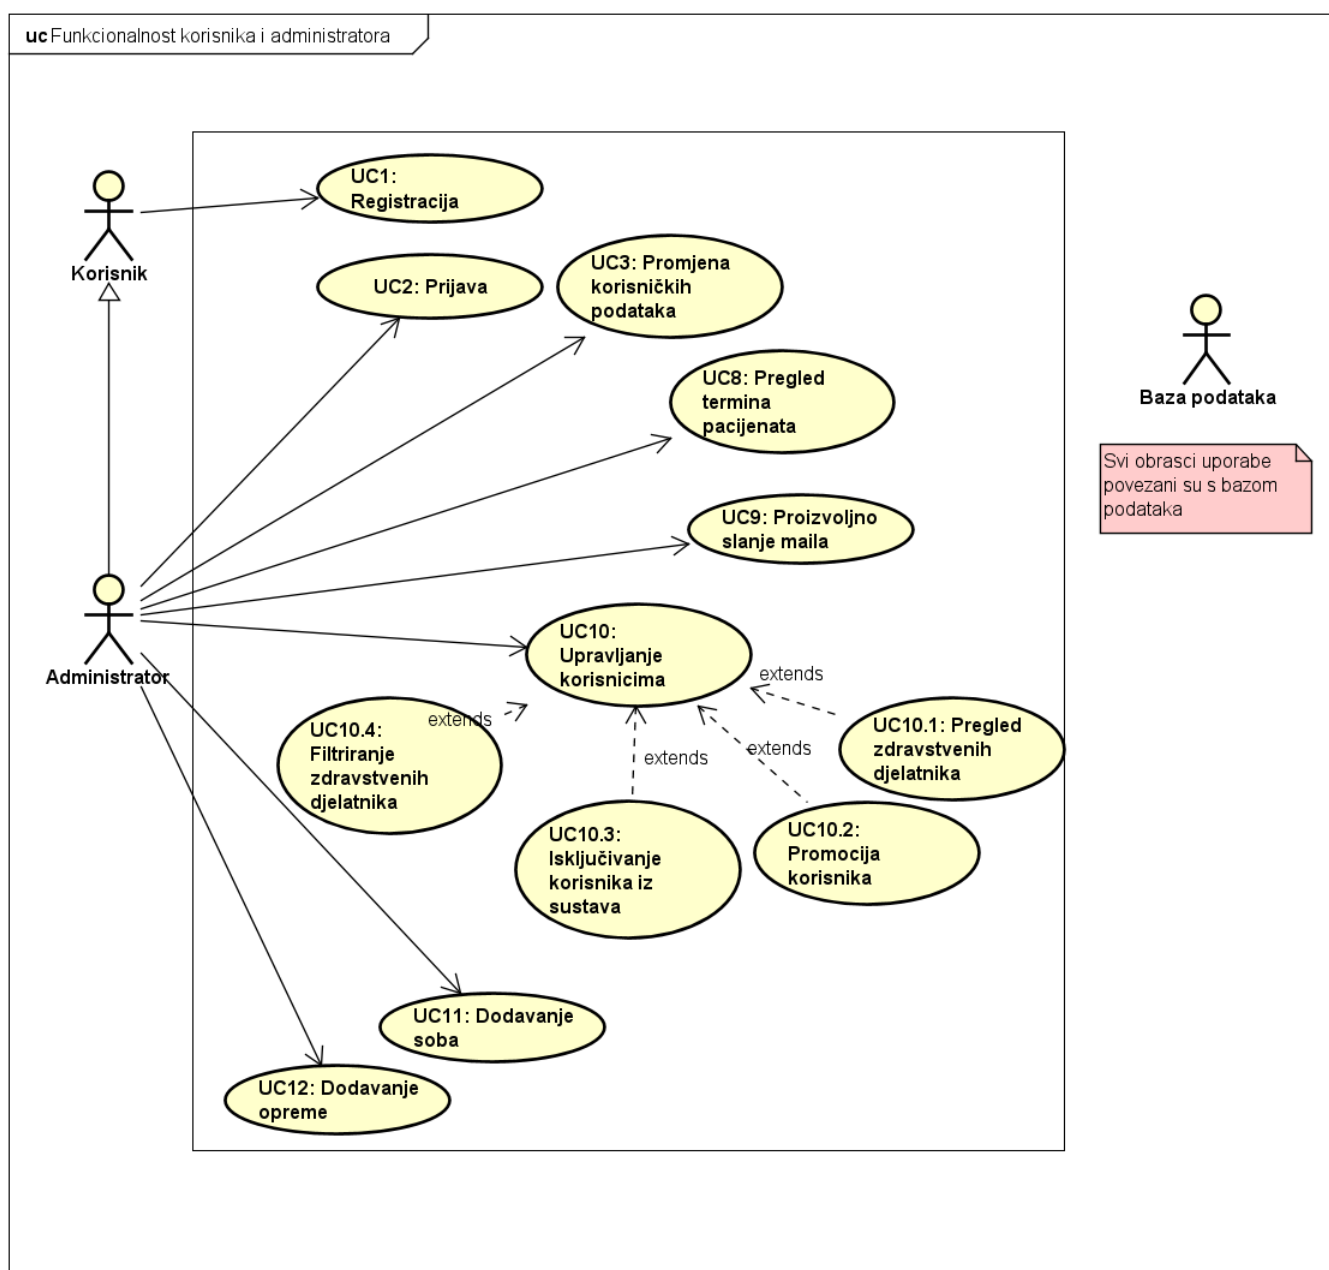 uc Funkcionalnost korisnika i administratora
UC1:
Registracija
Korisnik
UC2: Prijava
UC3: Promjena
korisničkih
podataka
Baza podataka
UC8: Pregled
termina
pacijenata
Svi obrasci uporabe
povezani su s bazom
podataka
UC9: Proizvoljno
slanje maila
Administrator
UC10:
Upravljanje
korisnicima
extends
UC10.1: Pregled
zdravstvenih
djelatnika
extends
UC10.4:
Filtriranje
zdravstvenih
djelatnika
extends
extends
UC10.3:
Isključivanje
korisnika iz
sustava
UC10.2:
Promocija
korisnika
UC11: Dodavanje
soba
UC12: Dodavanje
opreme